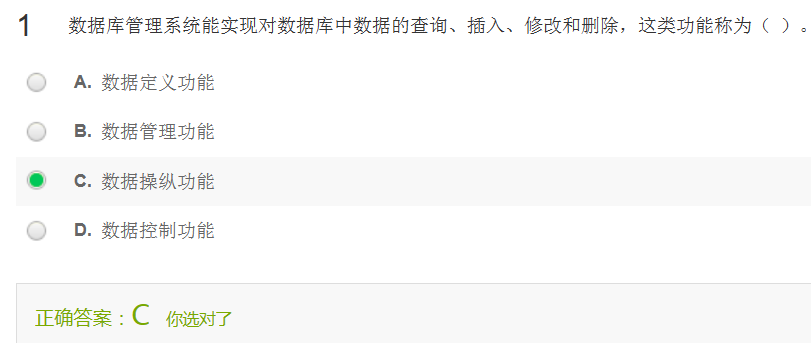 1 数据库管理系统能实现对数据库中数据的查询、插入、修改和删除，这类功能称为（ ）。
A. 数据定义功能
B. 数据管理功能
C. 数据操纵功能
D. 数据控制功能
正确答案：C 你选对了